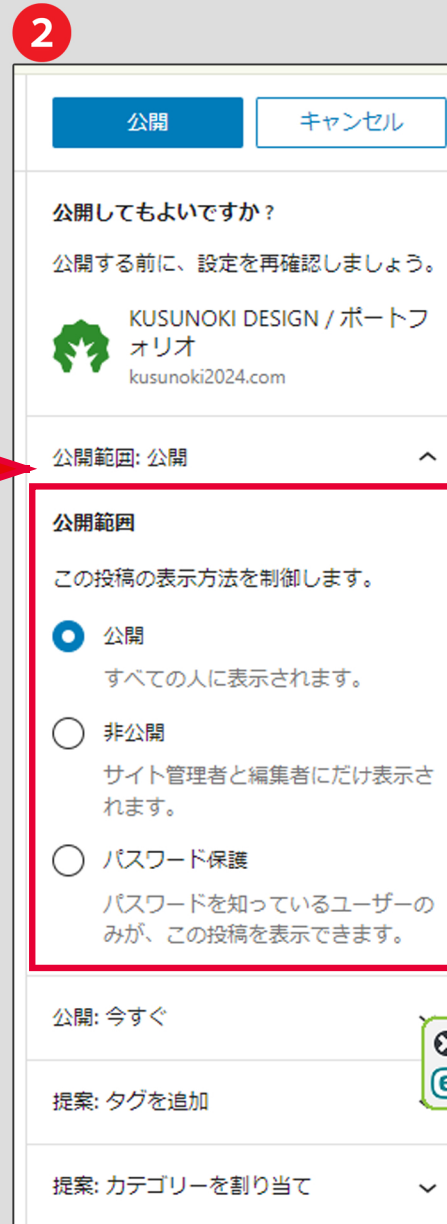 2
公開
キャンセル
公開してもよいですか ?
公開する前に、設定を再確認しましょう。
KUSUNOKI DESIGN / ポートフ
ォリオ
kusunoki2024.com
公開範囲: 公開
公開範囲
この投稿の表示方法を制御します。
公開
すべての人に表示されます。
非公開
サイト管理者と編集者にだけ表示さ
れます。
パスワード保護
パスワードを知っているユーザーの
みが、この投稿を表示できます。
公開: 今すぐ
提案: タグを追加
提案: カテゴリーを割り当て